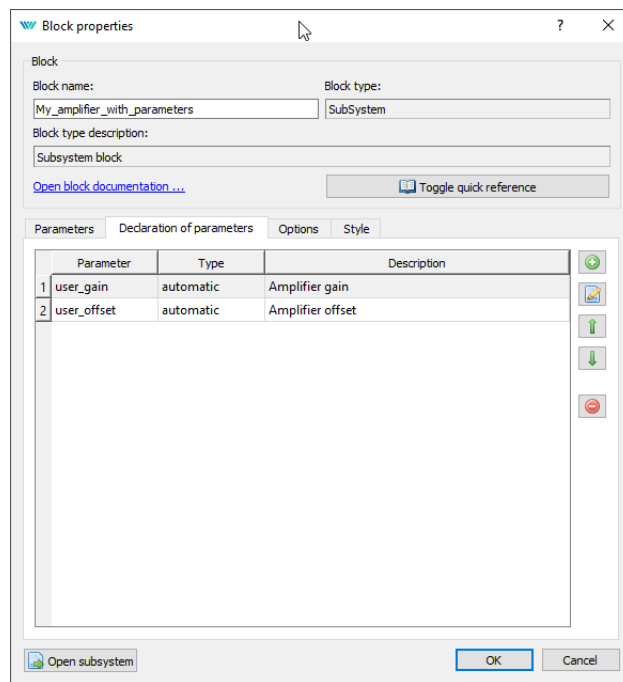 Block properties ?
Block
Block name: Block type:
My_amplifier_with_parameters SubSystem
Block type description:
Subsystem block
Open block documentation ... Toggle quick reference
Parameters Declaration of parameters Options Style
Parameter Type Description
1 user_gain automatic Amplifier gain
2 user_offset automatic Amplifier offset
Open subsystem OK Cancel